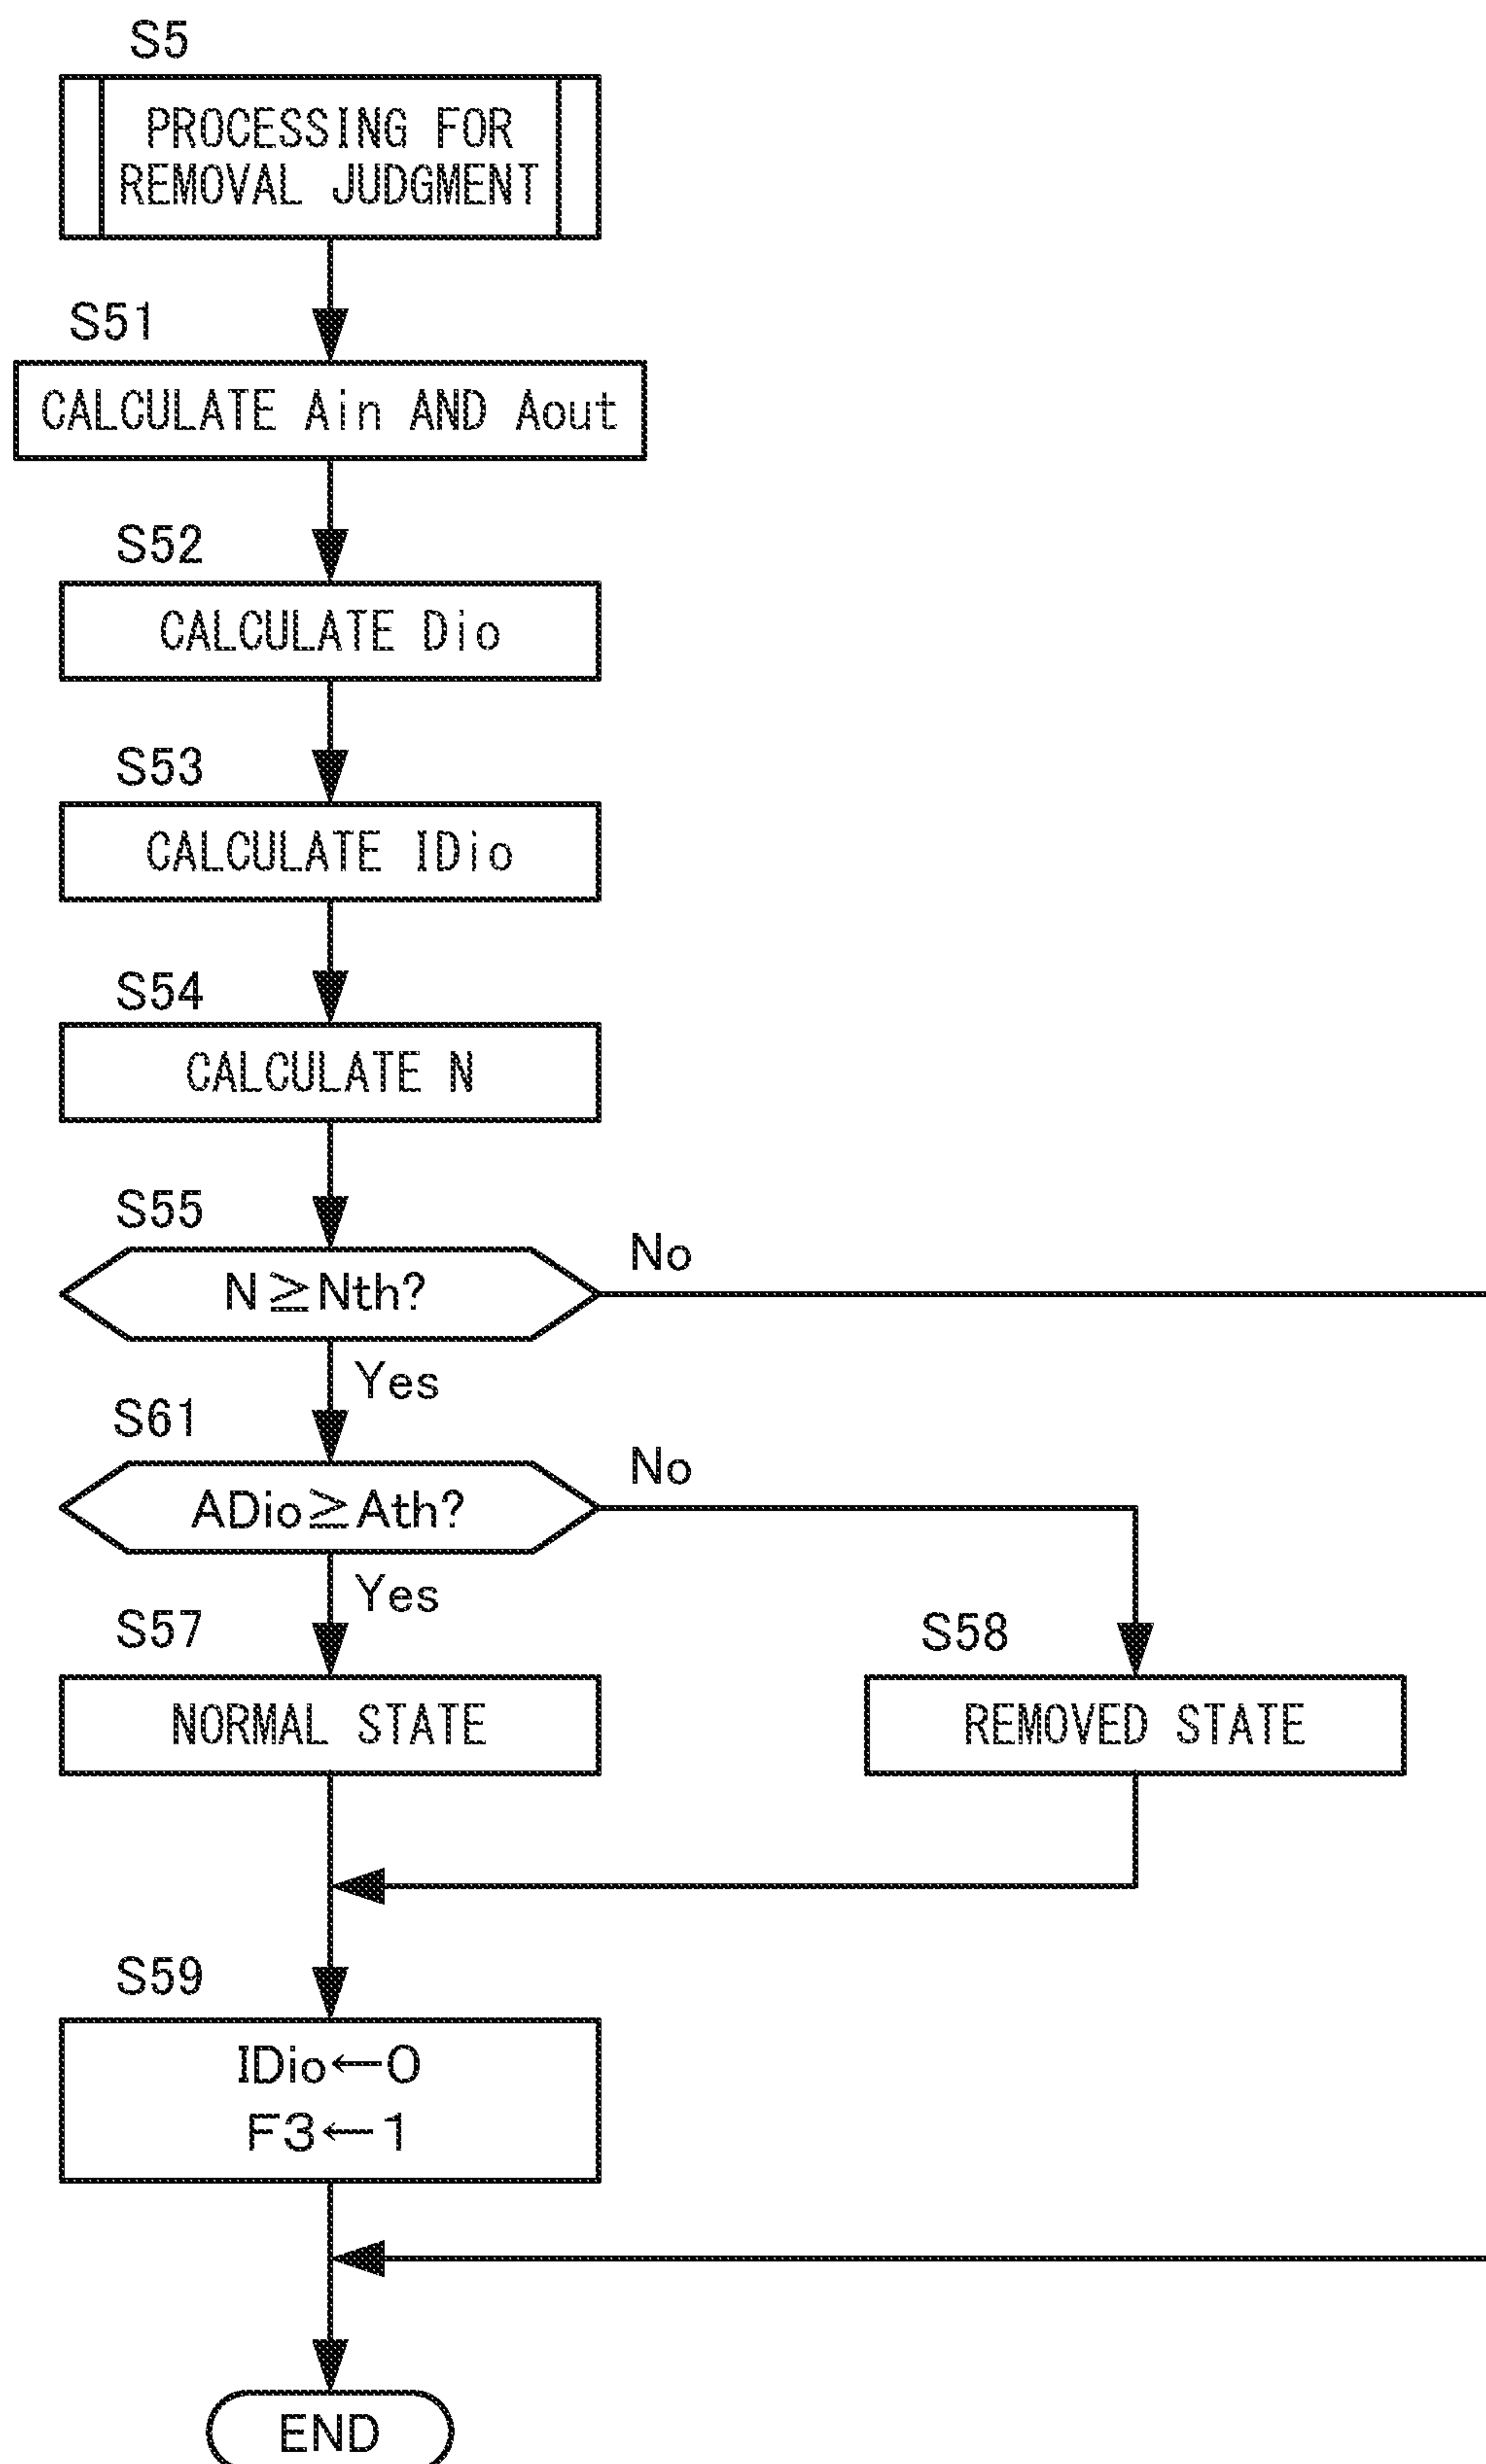 S5
PROCESSING FOR
REMOVAL JUDGMENT
S51
CALCULATE Ain AND Aout
S52
CALCULATE Dio
S53
CALCULATE IDio
S54
CALCULATE N
S55
N≧Nth?
No
Yes
S61
ADio≧Ath?
No
Yes
S57
NORMAL STATE
S58
REMOVED STATE
S59
IDio←0
F3←1
END